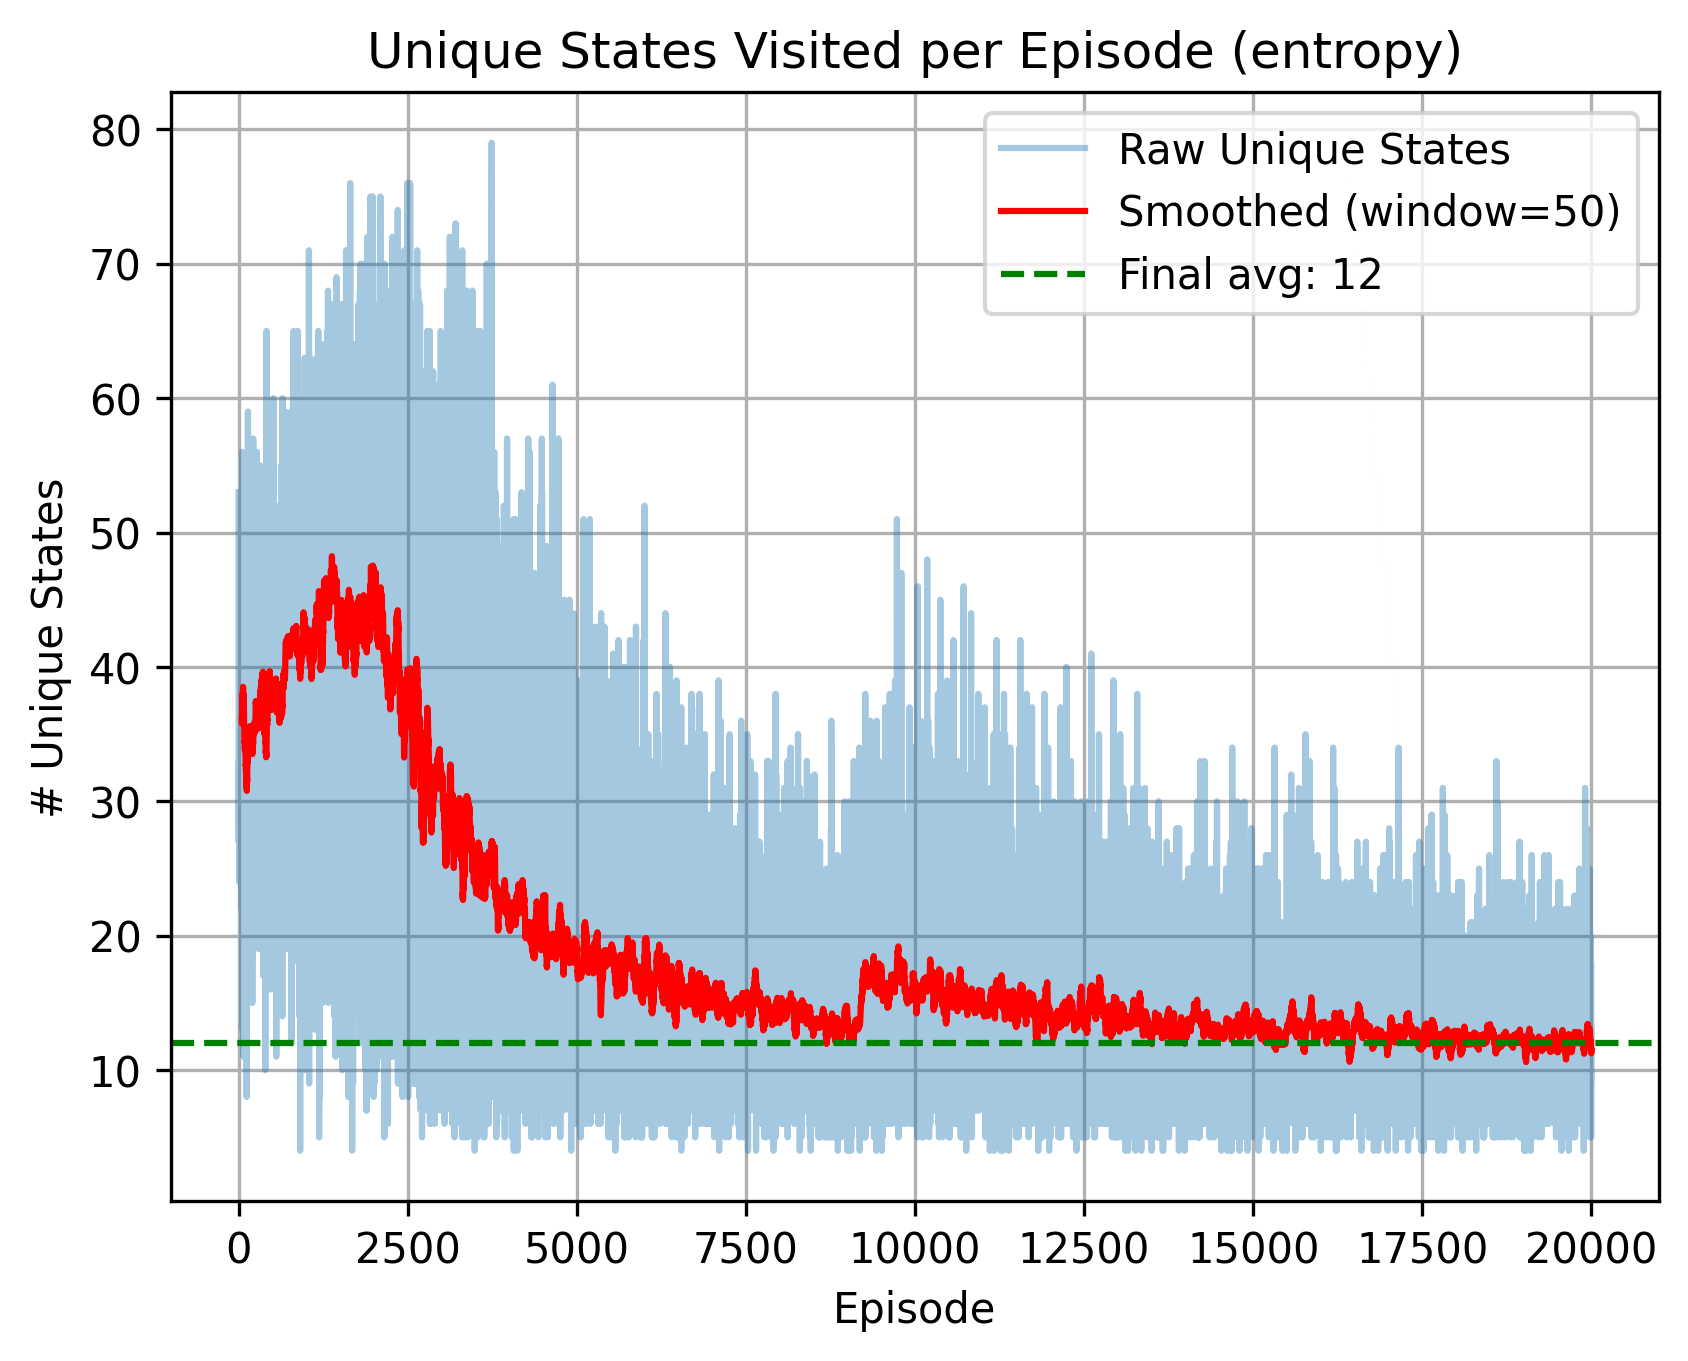 Unique States Visited per Episode (entropy)
Raw Unique States
Smoothed (window=50)
Final avg: 12
# Unique States
80
70
60
50
40
30
20
10
0 2500 5000 7500 10000 12500 15000 17500 20000
Episode